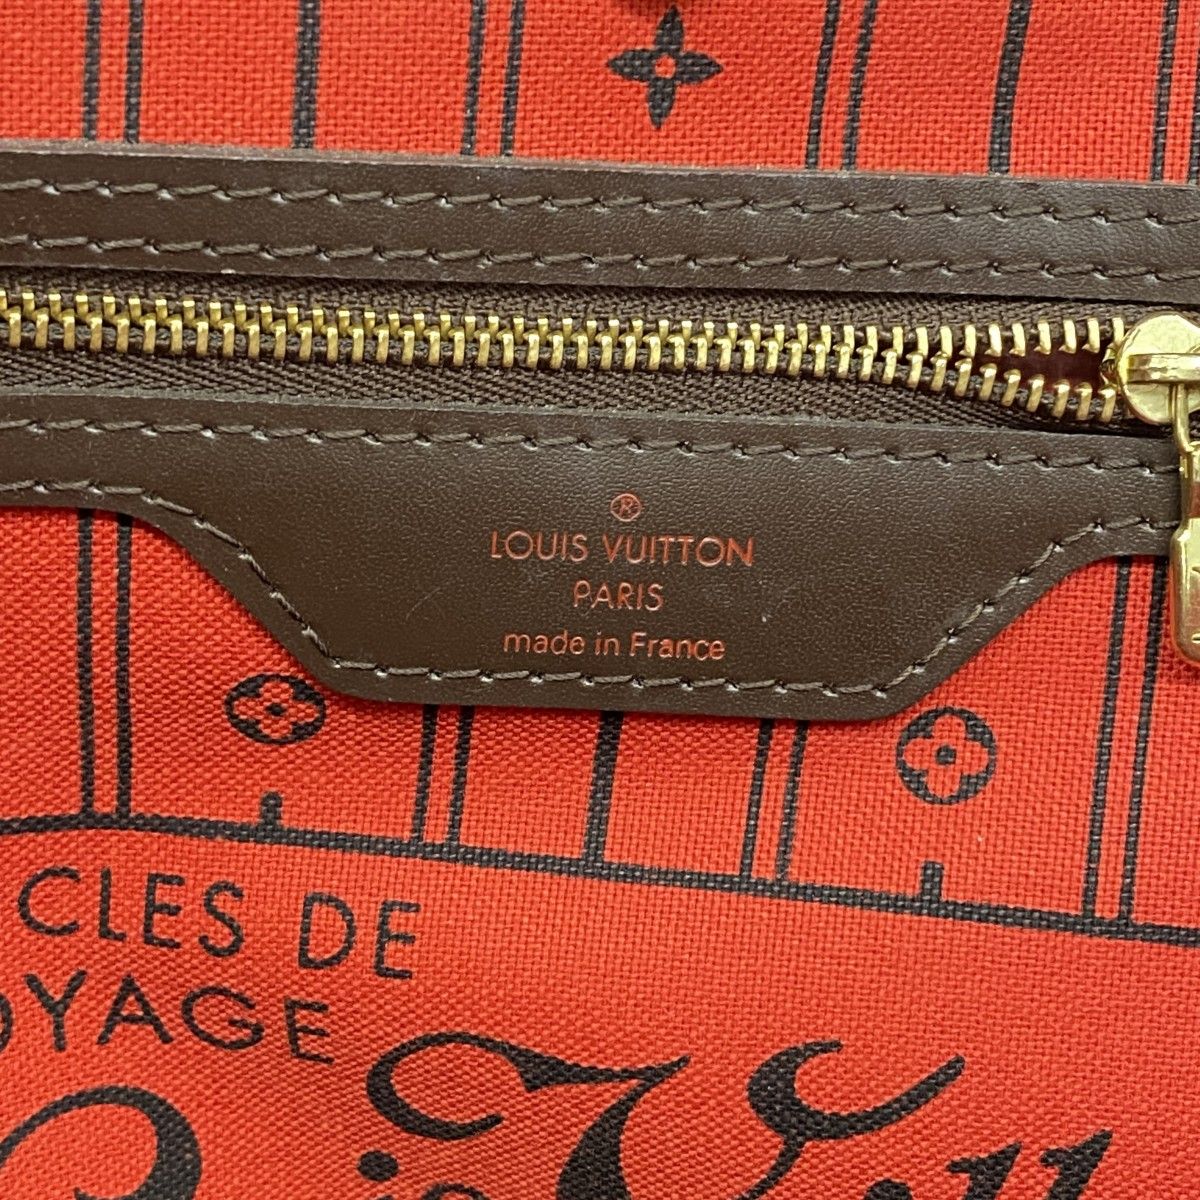 ®
LOUIS VUITTON
PARIS
made in France
CLES DE
OYAGE